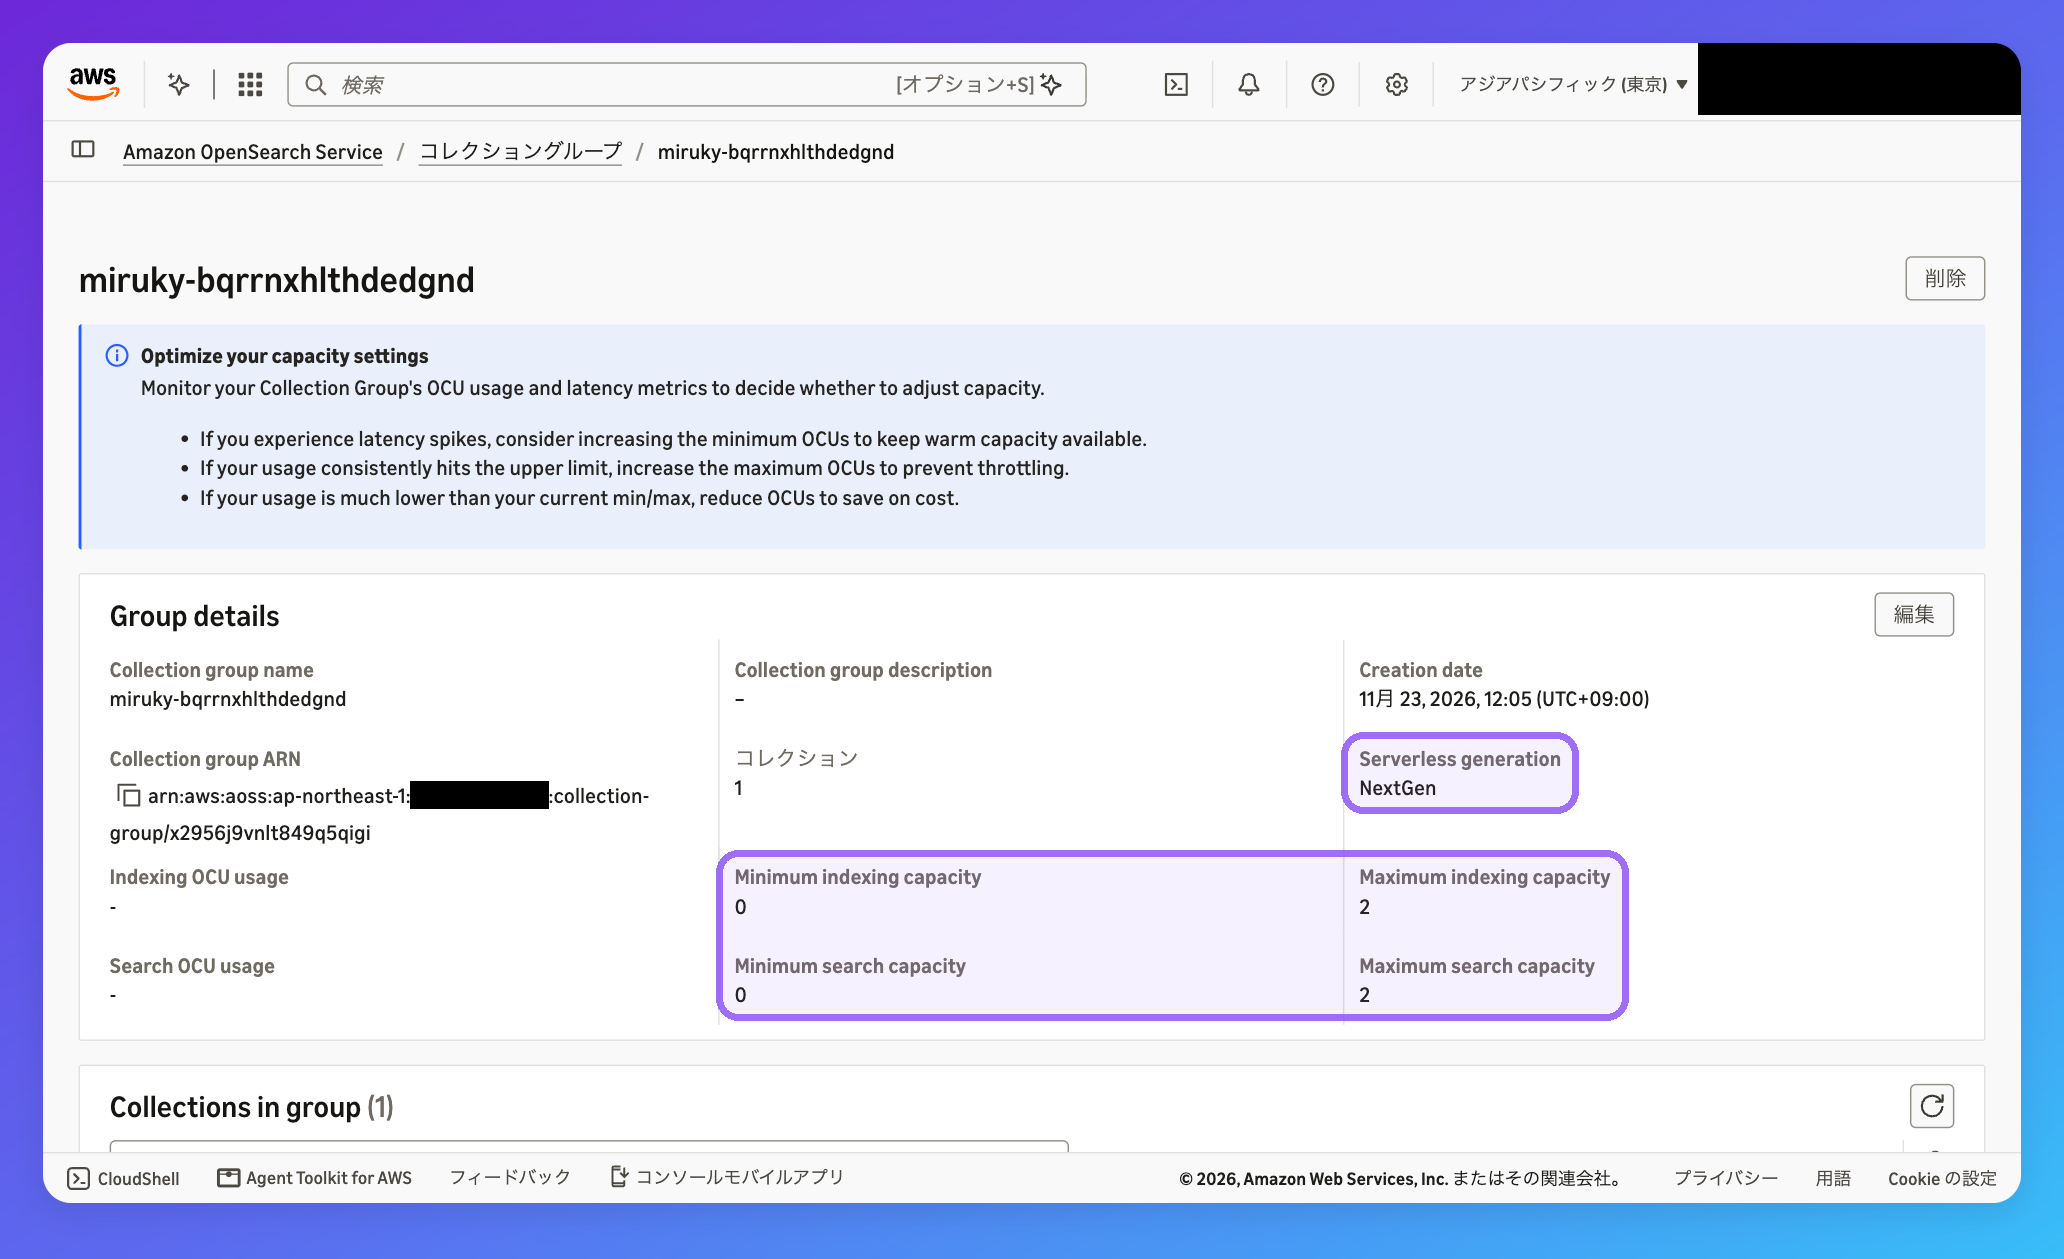 aws
検索
[オプション+S]
アジアパシフィック (東京) ▼
Amazon OpenSearch Service / コレクショングループ / miruky-bqrrnxhlthdedgnd
miruky-bqrrnxhlthdedgnd
削除
Optimize your capacity settings
Monitor your Collection Group's OCU usage and latency metrics to decide whether to adjust capacity.
• If you experience latency spikes, consider increasing the minimum OCUs to keep warm capacity available.
• If your usage consistently hits the upper limit, increase the maximum OCUs to prevent throttling.
• If your usage is much lower than your current min/max, reduce OCUs to save on cost.
Group details
編集
Collection group name
miruky-bqrrnxhlthdedgnd
Collection group description
–
Creation date
11月 23, 2026, 12:05 (UTC+09:00)
Collection group ARN
arn:aws:aoss:ap-northeast-1: :collection-
group/x2956j9vnlt849q5qigi
コレクション
1
Serverless generation
NextGen
Indexing OCU usage
-
Minimum indexing capacity
0
Maximum indexing capacity
2
Search OCU usage
-
Minimum search capacity
0
Maximum search capacity
2
Collections in group (1)
CloudShell
Agent Toolkit for AWS
フィードバック
コンソールモバイルアプリ
© 2026, Amazon Web Services, Inc. またはその関連会社。
プライバシー
用語
Cookie の設定